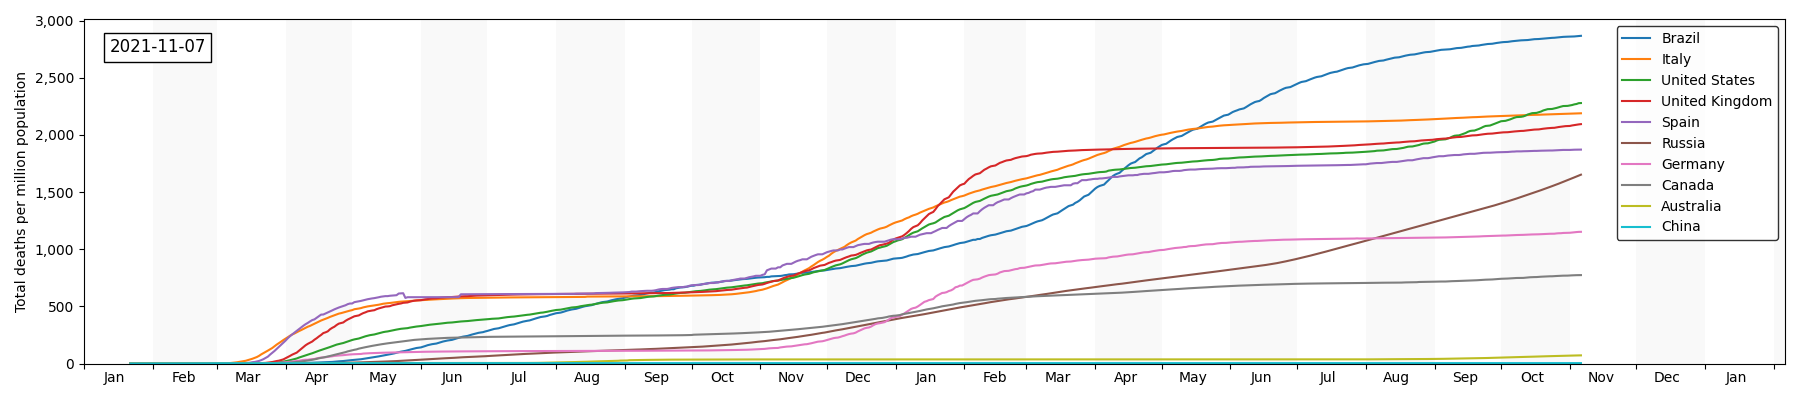 2021-11-07
Total deaths per million population
3,000
2,500
2,000
1,500
1,000
500
0
Jan Feb Mar Apr May Jun Jul Aug Sep Oct Nov Dec Jan Feb Mar Apr May Jun Jul Aug Sep Oct Nov Dec Jan
Brazil
Italy
United States
United Kingdom
Spain
Russia
Germany
Canada
Australia
China